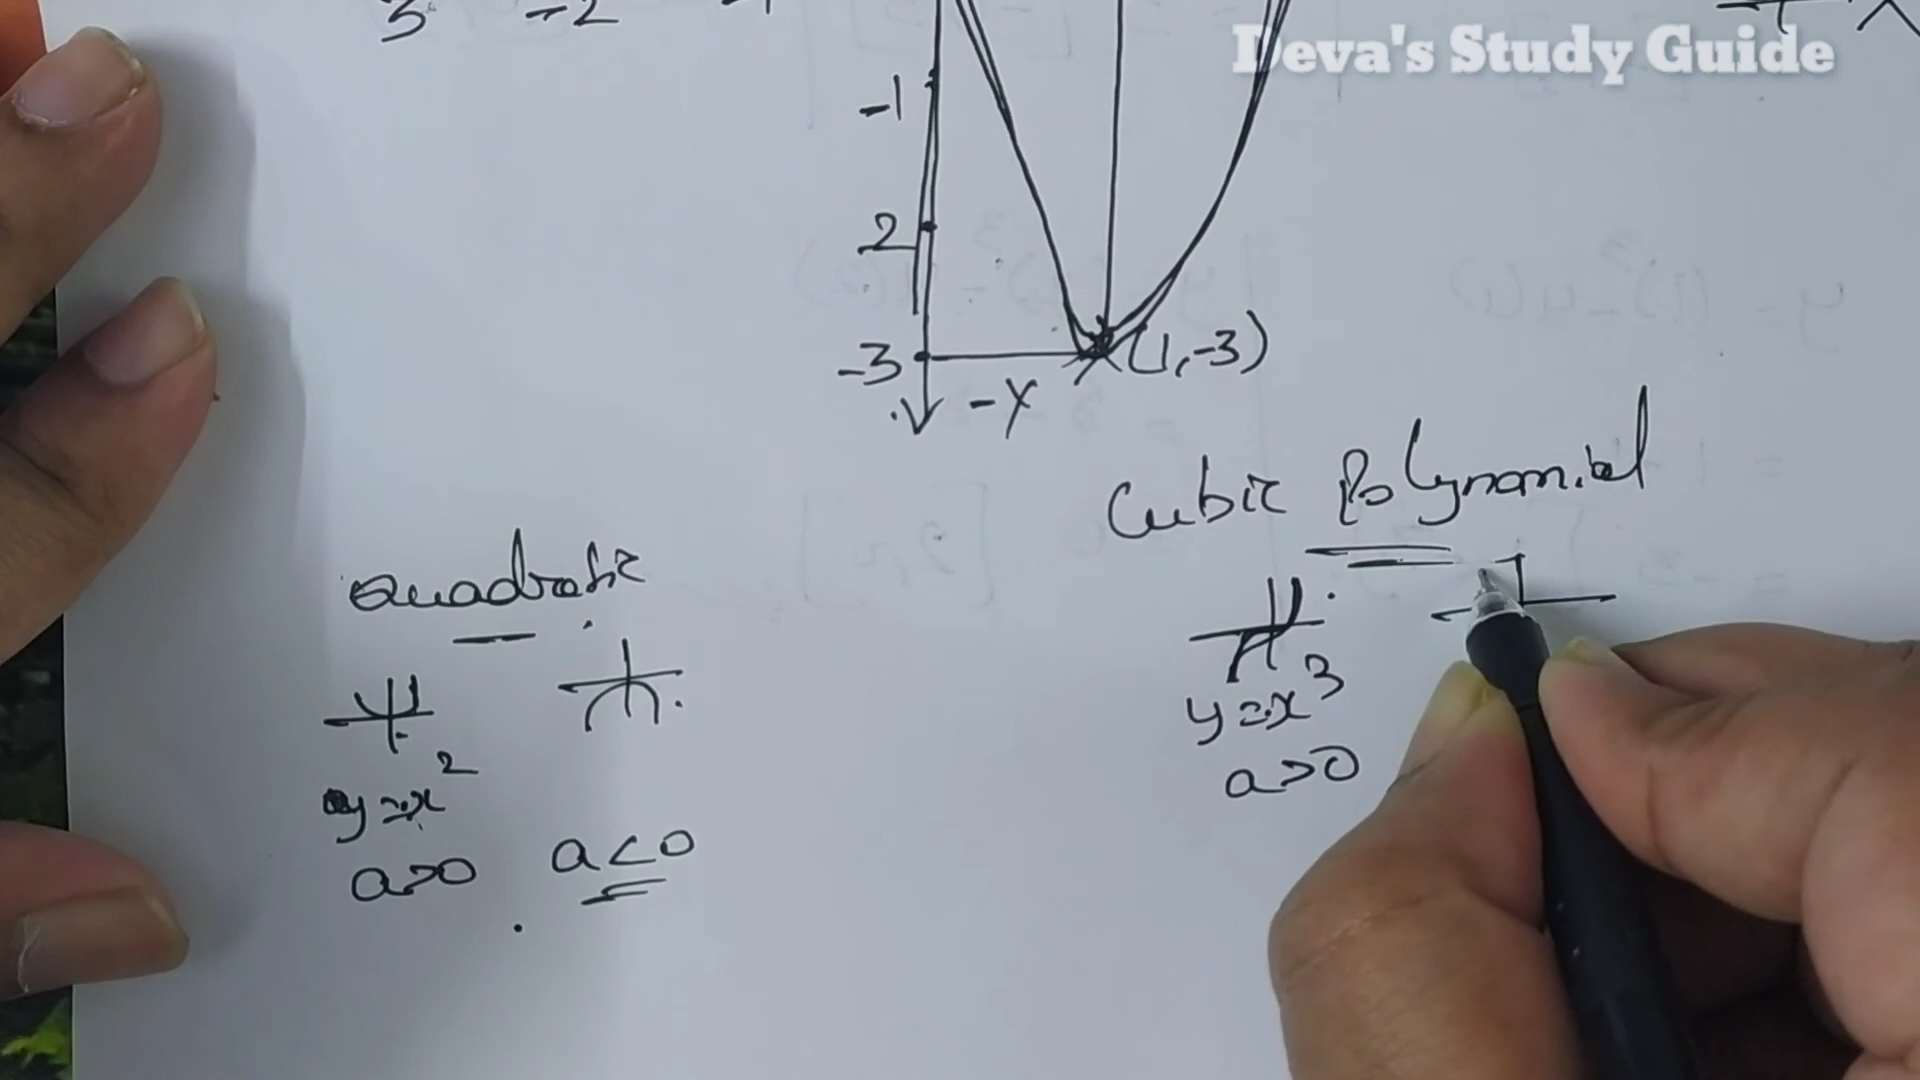 3 -2
Deva's Study Guide
-1
2
-3 (1,-3)
-Y
Cubic Polynomial
Quadratic
y=x³
a>0
y=x²
a>0 a<0